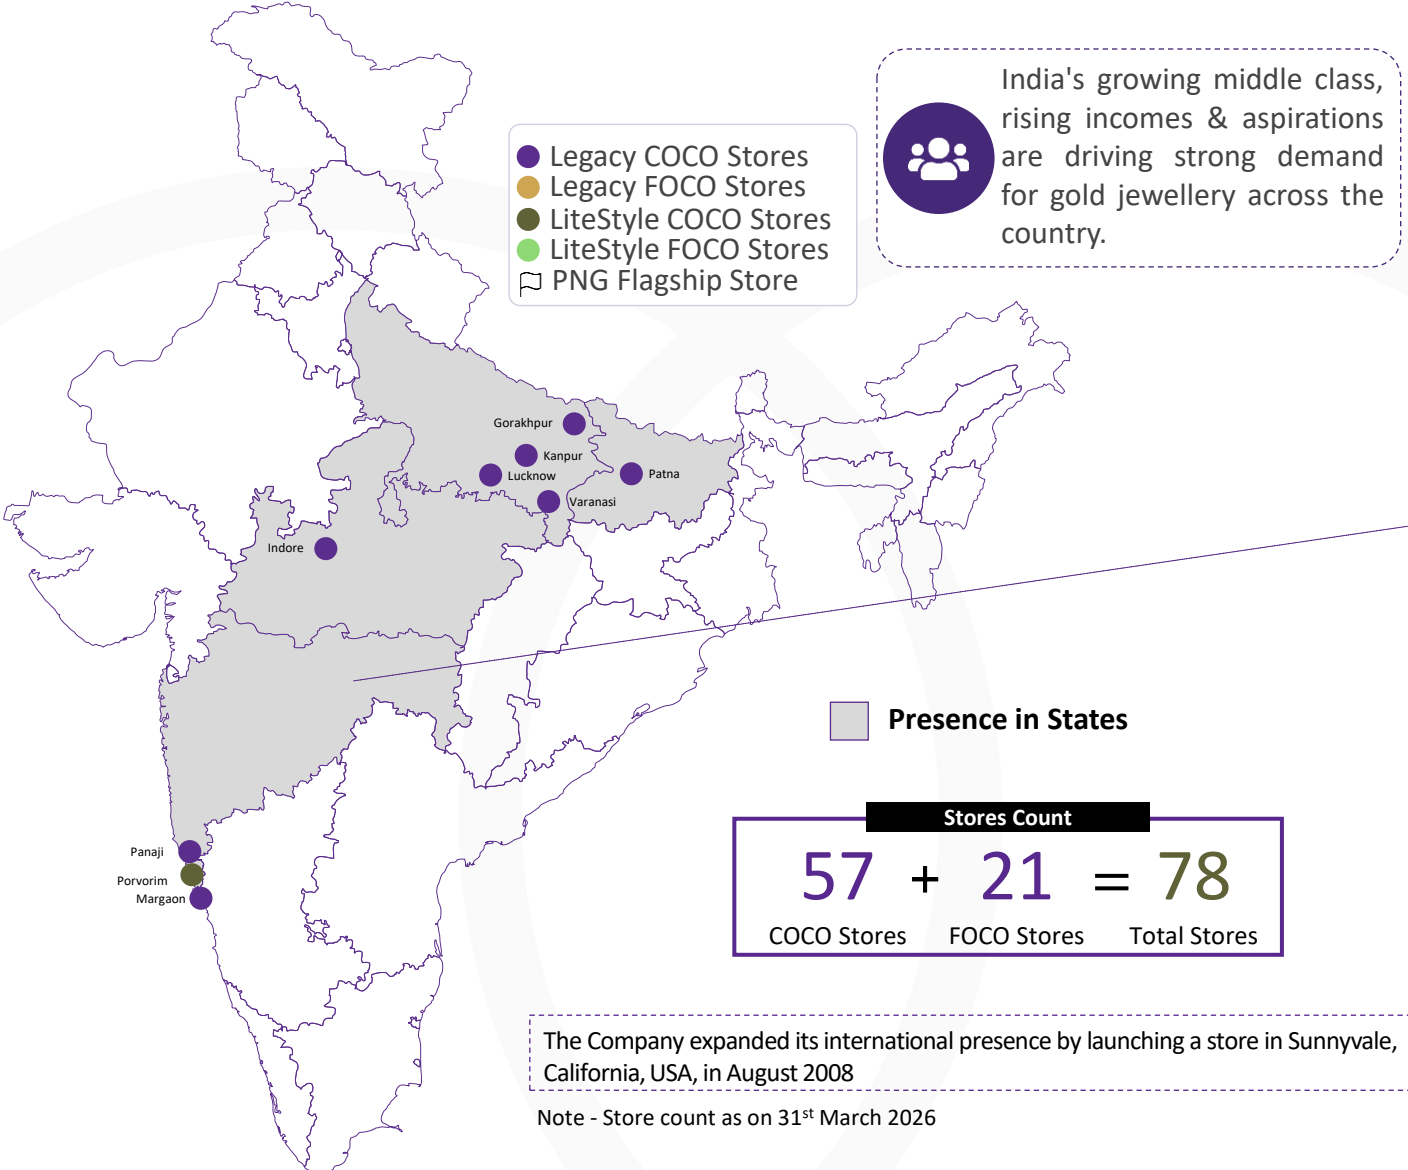 India's growing middle class,
rising incomes & aspirations
are driving strong demand
for gold jewellery across the
country.
Legacy COCO Stores
Legacy FOCO Stores
LiteStyle COCO Stores
LiteStyle FOCO Stores
PNG Flagship Store
Gorakhpur
Kanpur
Lucknow
Patna
Varanasi
Indore
Panaji
Porvorim
Margaon
Presence in States
Stores Count
57 + 21 = 78
COCO Stores FOCO Stores Total Stores
The Company expanded its international presence by launching a store in Sunnyvale,
California, USA, in August 2008
Note - Store count as on 31st March 2026